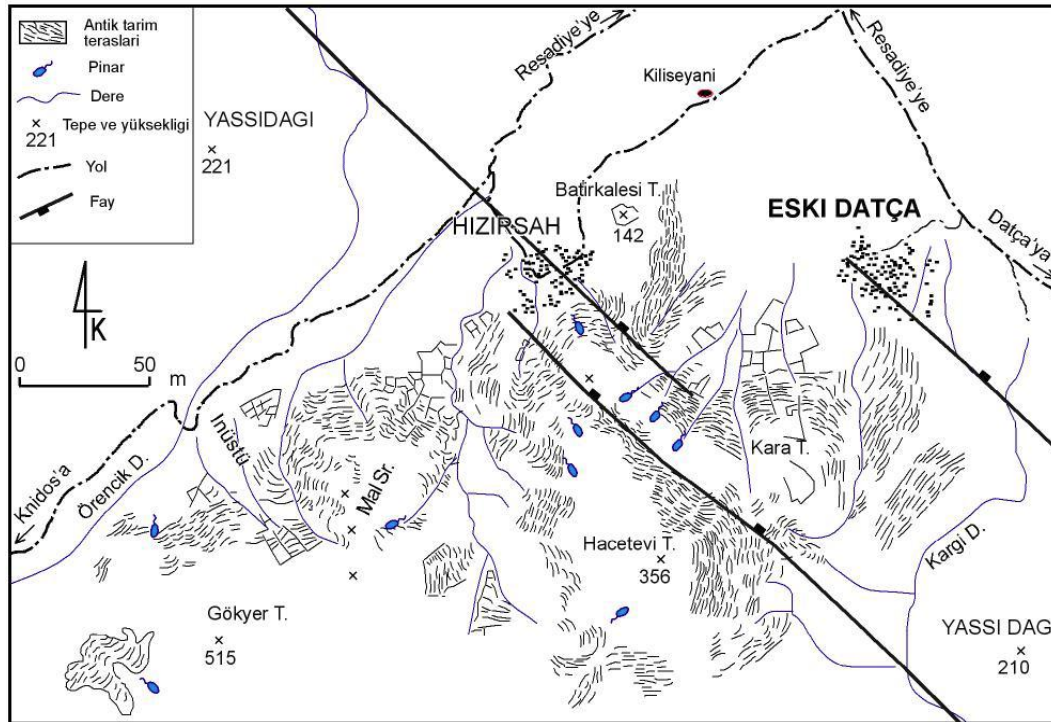 Antik tarim
teraslari
Pinar
Dere
221
Tepe ve yüksekligi
Yol
Fay
K
0
50
m
YASSIDAGI
221
Resadiye'ye
Kiliseyani
Resadiye'ye
Batirkalesi T.
142
HIZIRSAH
ESKI DATÇA
Datça'ya
Knidos'a
Örencik D.
Inüstü
Mal Sr.
Kara T.
Hacetevi T.
356
Kargi D.
Gökyer T.
515
YASSI DAG
210